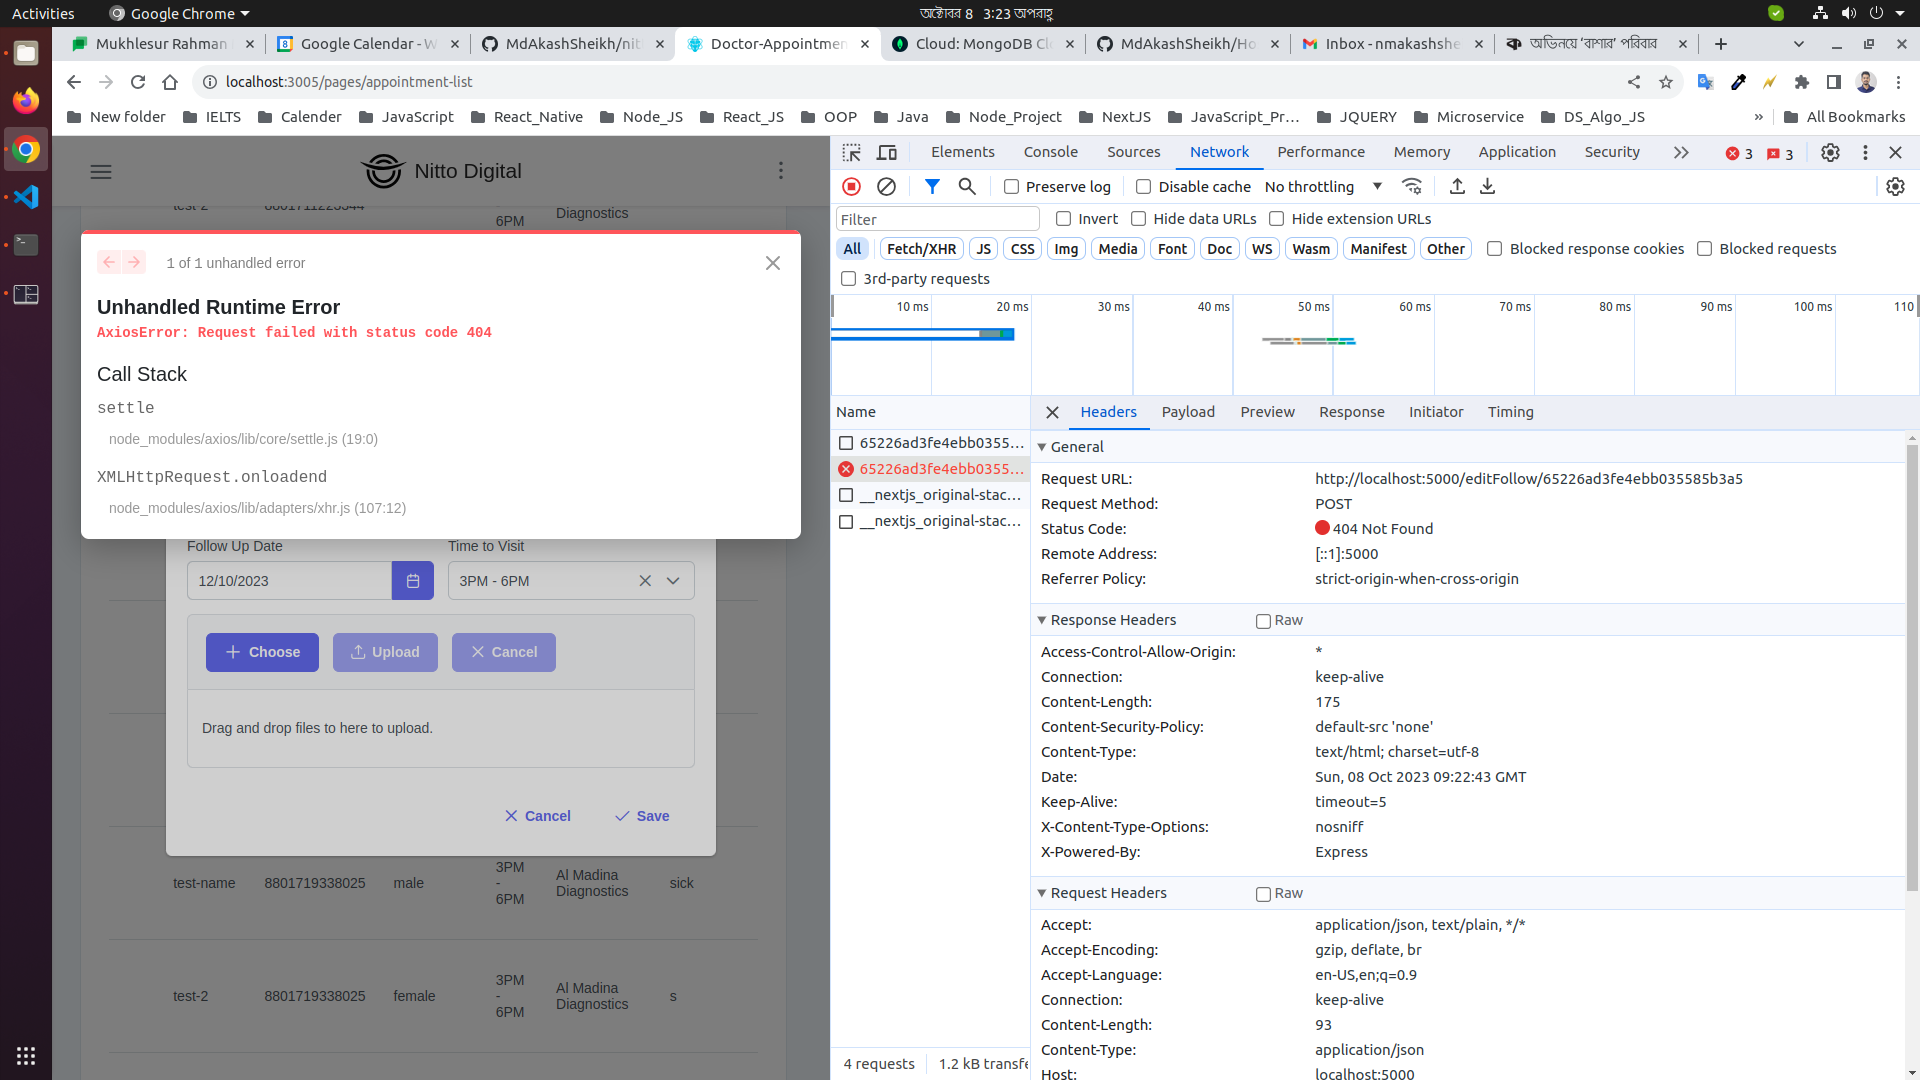 Activities
Google Chrome
অক্টোবর 8 3:23 অপরাহ্ণ
Mukhlesur Rahman
Google Calendar - W
MdAkashSheikh/nit
Doctor-Appointmen
Cloud: MongoDB Cl
MdAkashSheikh/Ho
Inbox - nmakashshe
অভিনয়ে ‘বাশার’ পরিবার
localhost:3005/pages/appointment-list
New folder
IELTS
Calender
JavaScript
React_Native
Node_JS
React_JS
OOP
Java
Node_Project
NextJS
JavaScript_Pr…
JQUERY
Microservice
DS_Algo_JS
»
All Bookmarks
Nitto Digital
test-2 8801711223344 6PM Diagnostics
1 of 1 unhandled error
Unhandled Runtime Error
AxiosError: Request failed with status code 404
Call Stack
settle
node_modules/axios/lib/core/settle.js (19:0)
XMLHttpRequest.onloadend
node_modules/axios/lib/adapters/xhr.js (107:12)
Follow Up Date Time to Visit
12/10/2023 3PM - 6PM
Choose Upload Cancel
Drag and drop files to here to upload.
Cancel Save
test-name 8801719338025 male 3PM - 6PM Al Madina Diagnostics sick
test-2 8801719338025 female 3PM - 6PM Al Madina Diagnostics s
Elements Console Sources Network Performance Memory Application Security 3 3
Preserve log Disable cache No throttling
Filter Invert Hide data URLs Hide extension URLs
All Fetch/XHR JS CSS Img Media Font Doc WS Wasm Manifest Other Blocked response cookies Blocked requests
3rd-party requests
10 ms 20 ms 30 ms 40 ms 50 ms 60 ms 70 ms 80 ms 90 ms 100 ms 110
Name
65226ad3fe4ebb0355…
65226ad3fe4ebb0355…
__nextjs_original-stac…
__nextjs_original-stac…
4 requests 1.2 kB transfe
Headers Payload Preview Response Initiator Timing
General
Request URL: http://localhost:5000/editFollow/65226ad3fe4ebb035585b3a5
Request Method: POST
Status Code: 404 Not Found
Remote Address: [::1]:5000
Referrer Policy: strict-origin-when-cross-origin
Response Headers Raw
Access-Control-Allow-Origin: *
Connection: keep-alive
Content-Length: 175
Content-Security-Policy: default-src 'none'
Content-Type: text/html; charset=utf-8
Date: Sun, 08 Oct 2023 09:22:43 GMT
Keep-Alive: timeout=5
X-Content-Type-Options: nosniff
X-Powered-By: Express
Request Headers Raw
Accept: application/json, text/plain, */*
Accept-Encoding: gzip, deflate, br
Accept-Language: en-US,en;q=0.9
Connection: keep-alive
Content-Length: 93
Content-Type: application/json
Host: localhost:5000